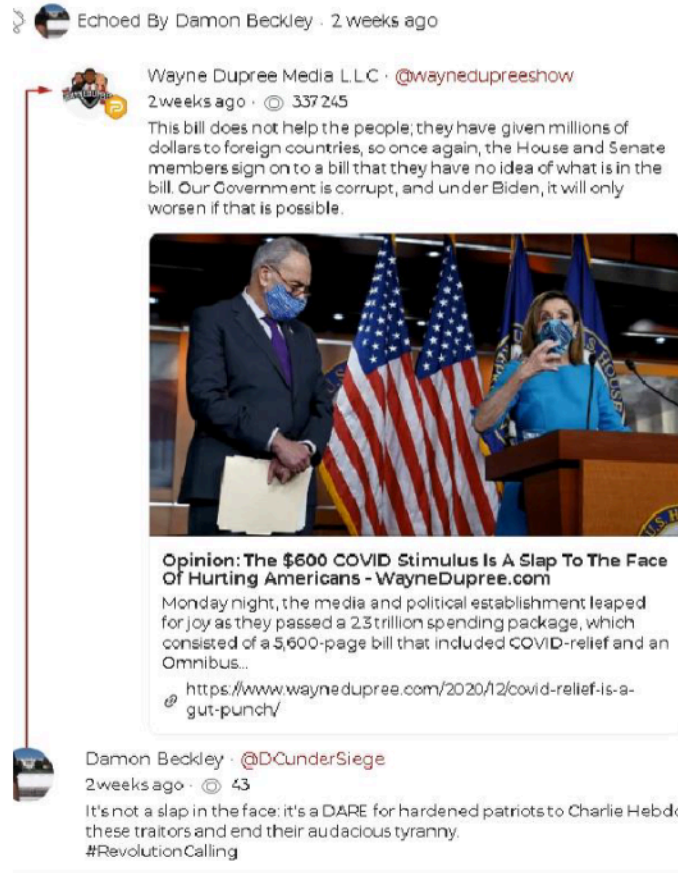 Echoed By Damon Beckley · 2 weeks ago
Wayne Dupree Media L.L.C · @waynedupreeshow
2 weeks ago · 337245
This bill does not help the people; they have given millions of
dollars to foreign countries, so once again, the House and Senate
members sign on to a bill that they have no idea of what is in the
bill. Our Government is corrupt, and under Biden, it will only
worsen if that is possible.
Opinion: The $600 COVID Stimulus Is A Slap To The Face
Of Hurting Americans - WayneDupree.com
Monday night, the media and political establishment leaped
for joy as they passed a 2.3 trillion spending package, which
consisted of a 5,600-page bill that included COVID-relief and an
Omnibus...
https://www.waynedupree.com/2020/12/covid-relief-is-a-
gut-punch/
Damon Beckley · @DCunderSiege
2 weeks ago · 43
It's not a slap in the face: it's a DARE for hardened patriots to Charlie Hebdo
these traitors and end their audacious tyranny.
#RevolutionCalling